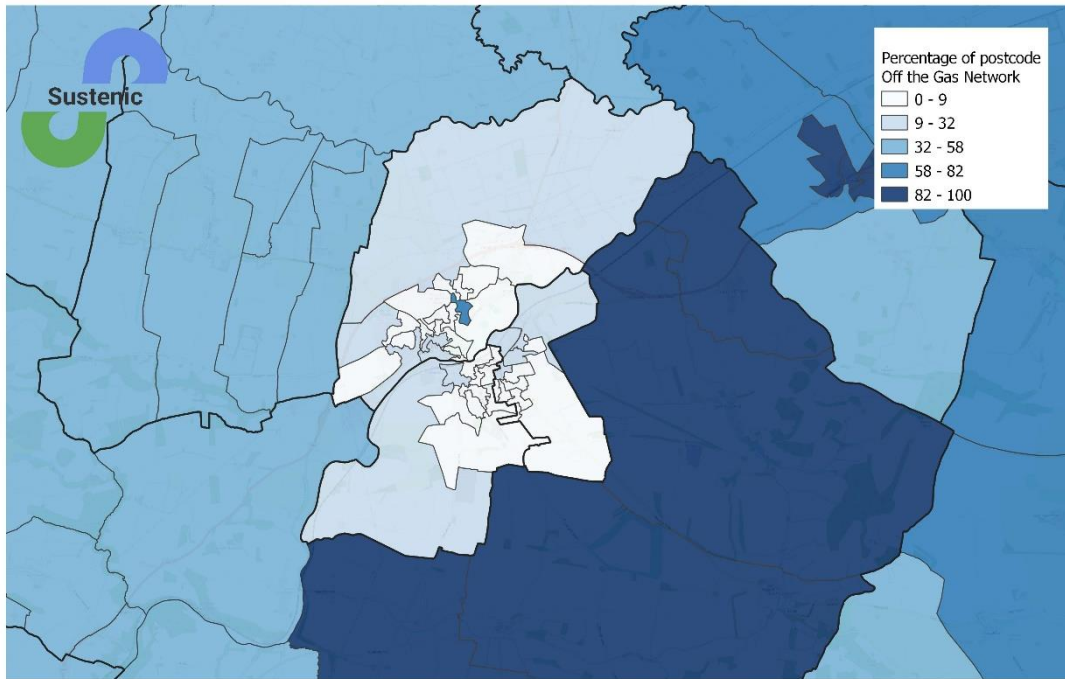 Sustenic
Percentage of postcode
Off the Gas Network
0 - 9
9 - 32
32 - 58
58 - 82
82 - 100